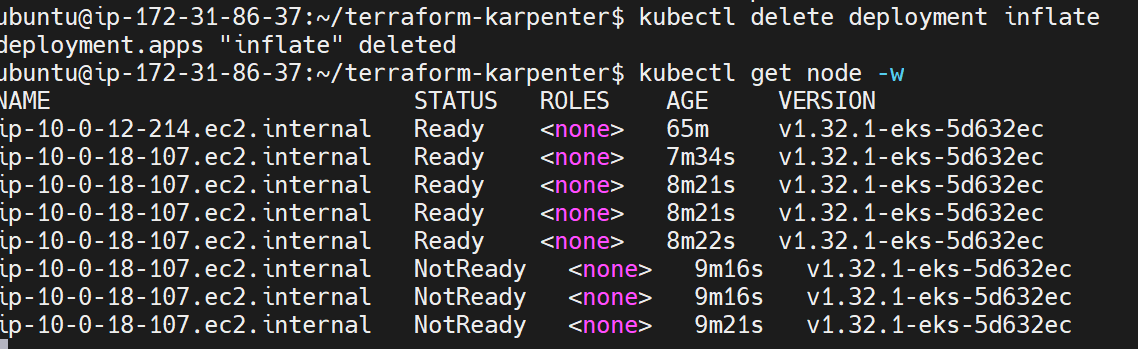 ubuntu@ip-172-31-86-37:~/terraform-karpenter$ kubectl delete deployment inflate
deployment.apps "inflate" deleted
ubuntu@ip-172-31-86-37:~/terraform-karpenter$ kubectl get node -w
NAME STATUS ROLES AGE VERSION
ip-10-0-12-214.ec2.internal Ready <none> 65m v1.32.1-eks-5d632ec
ip-10-0-18-107.ec2.internal Ready <none> 7m34s v1.32.1-eks-5d632ec
ip-10-0-18-107.ec2.internal Ready <none> 8m21s v1.32.1-eks-5d632ec
ip-10-0-18-107.ec2.internal Ready <none> 8m21s v1.32.1-eks-5d632ec
ip-10-0-18-107.ec2.internal Ready <none> 8m22s v1.32.1-eks-5d632ec
ip-10-0-18-107.ec2.internal NotReady <none> 9m16s v1.32.1-eks-5d632ec
ip-10-0-18-107.ec2.internal NotReady <none> 9m16s v1.32.1-eks-5d632ec
ip-10-0-18-107.ec2.internal NotReady <none> 9m21s v1.32.1-eks-5d632ec